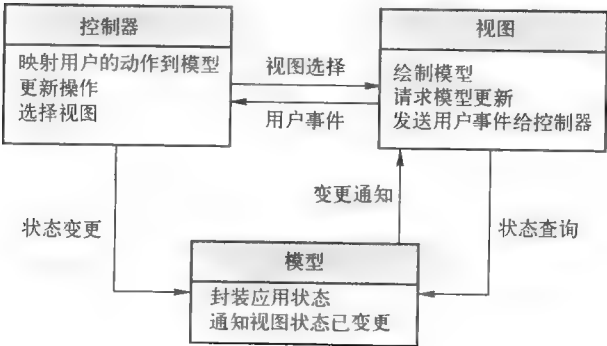 控制器
映射用户的动作到模型
更新操作
选择视图
视图选择
用户事件
视图
绘制模型
请求模型更新
发送用户事件给控制器
变更通知
状态变更
状态查询
模型
封装应用状态
通知视图状态已变更